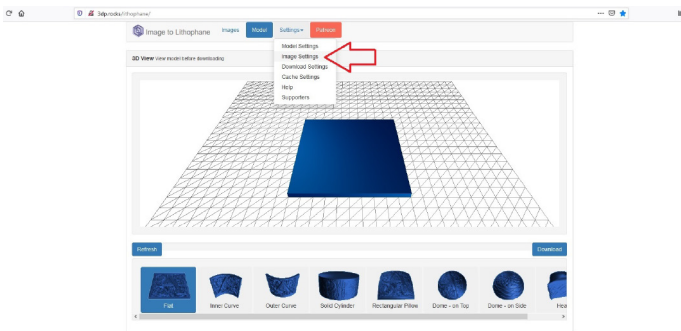 3dp.rocks/lithophane/
Image to Lithophane Images Model Settings Patreon
Model Settings
Image Settings
Download Settings
Cache Settings
Help
Supporters
3D View view model before downloading
Refresh Download
Flat Inner Curve Outer Curve Solid Cylinder Rectangular Pillow Dome - on Top Dome - on Side Hea